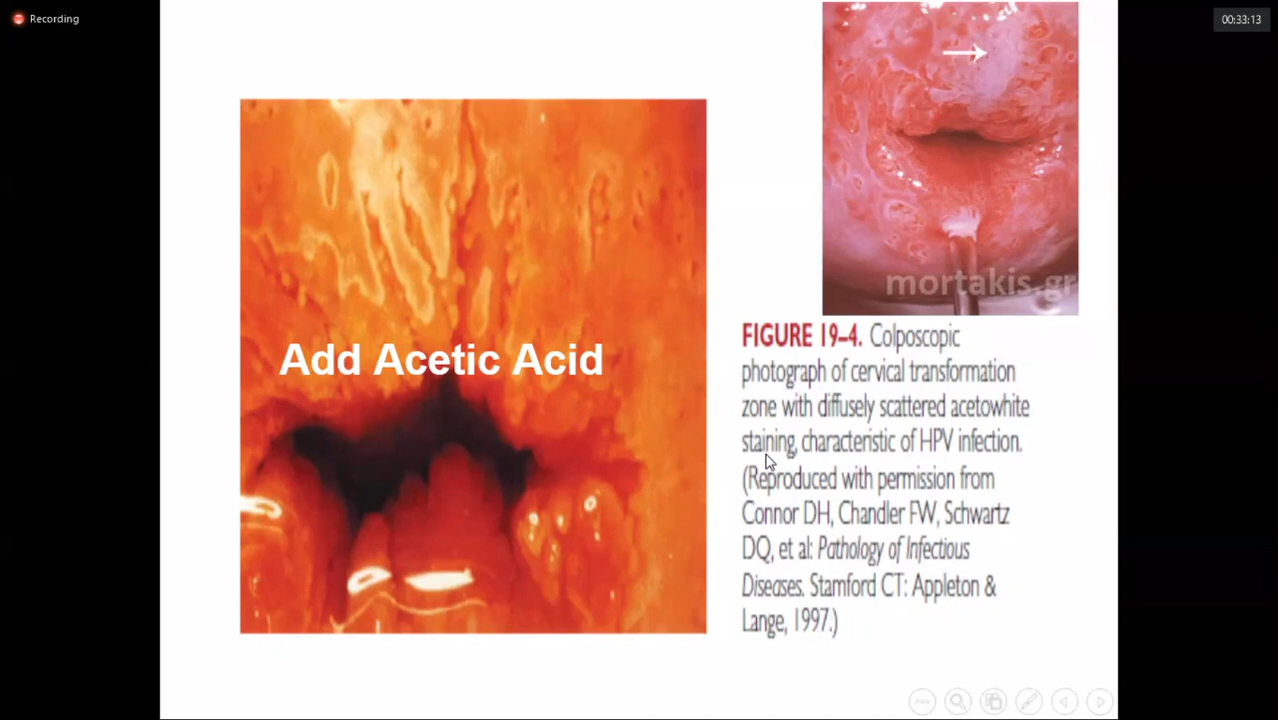 Recording
00:33:13
mortakis.gr
Add Acetic Acid
FIGURE 19–4. Colposcopic
photograph of cervical transformation
zone with diffusely scattered acetowhite
staining, characteristic of HPV infection.
(Reproduced with permission from
Connor DH, Chandler FW, Schwartz
DQ, et al: Pathology of Infectious
Diseases. Stamford CT: Appleton &
Lange, 1997.)